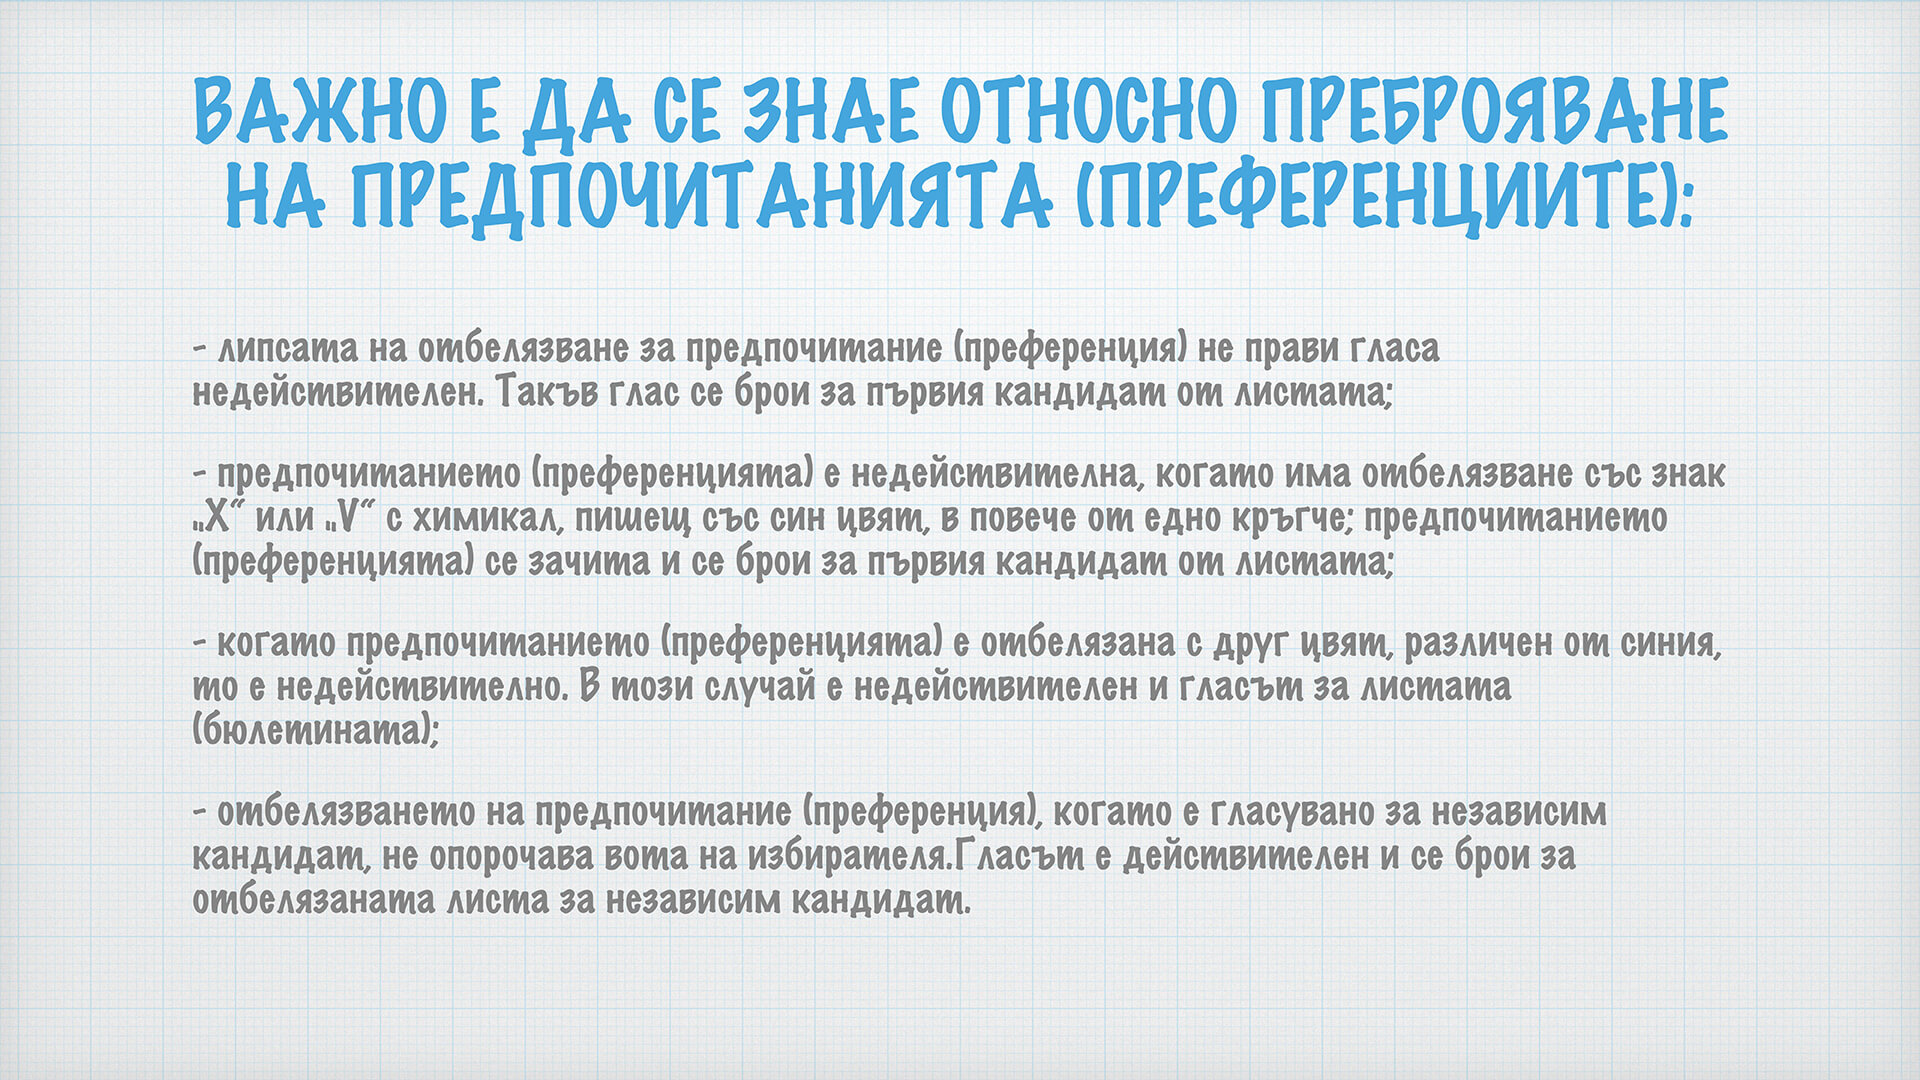 ВАЖНО Е ДА СЕ ЗНАЕ ОТНОСНО ПРЕБРОЯВАНЕ
НА ПРЕДПОЧИТАНИЯТА (ПРЕФЕРЕНЦИИТЕ):
- липсата на отбелязване за предпочитание (преференция) не прави гласа
недействителен. Такъв глас се брои за първия кандидат от листата;
- предпочитанието (преференцията) е недействителна, когато има отбелязване със знак
„Х“ или „V“ с химикал, пишещ със син цвят, в повече от едно кръгче; предпочитанието
(преференцията) се зачита и се брои за първия кандидат от листата;
- когато предпочитанието (преференцията) е отбелязана с друг цвят, различен от синия,
то е недействително. В този случай е недействителен и гласът за листата
(бюлетината);
- отбелязването на предпочитание (преференция), когато е гласувано за независим
кандидат, не опорочава вота на избирателя.Гласът е действителен и се брои за
отбелязаната листа за независим кандидат.